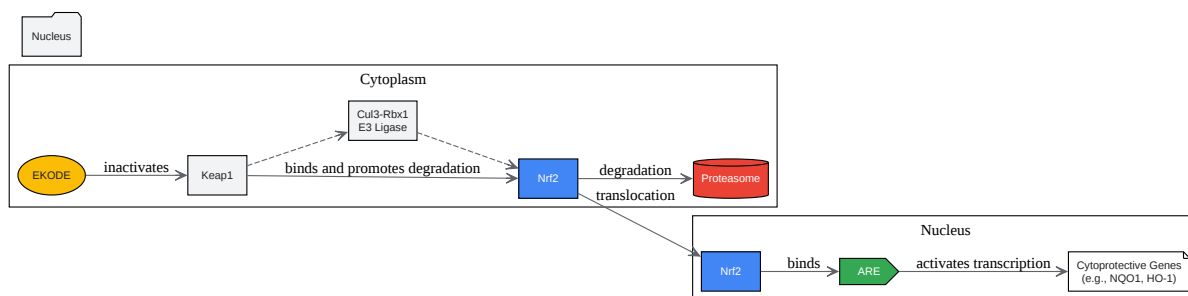 Nucleus
Cytoplasm
Cul3-Rbx1
E3 Ligase
EKODE
inactivates
Keap1
binds and promotes degradation
Nrf2
degradation
Proteasome
translocation
Nucleus
Nrf2
binds
ARE
activates transcription
Cytoprotective Genes
(e.g., NQO1, HO-1)